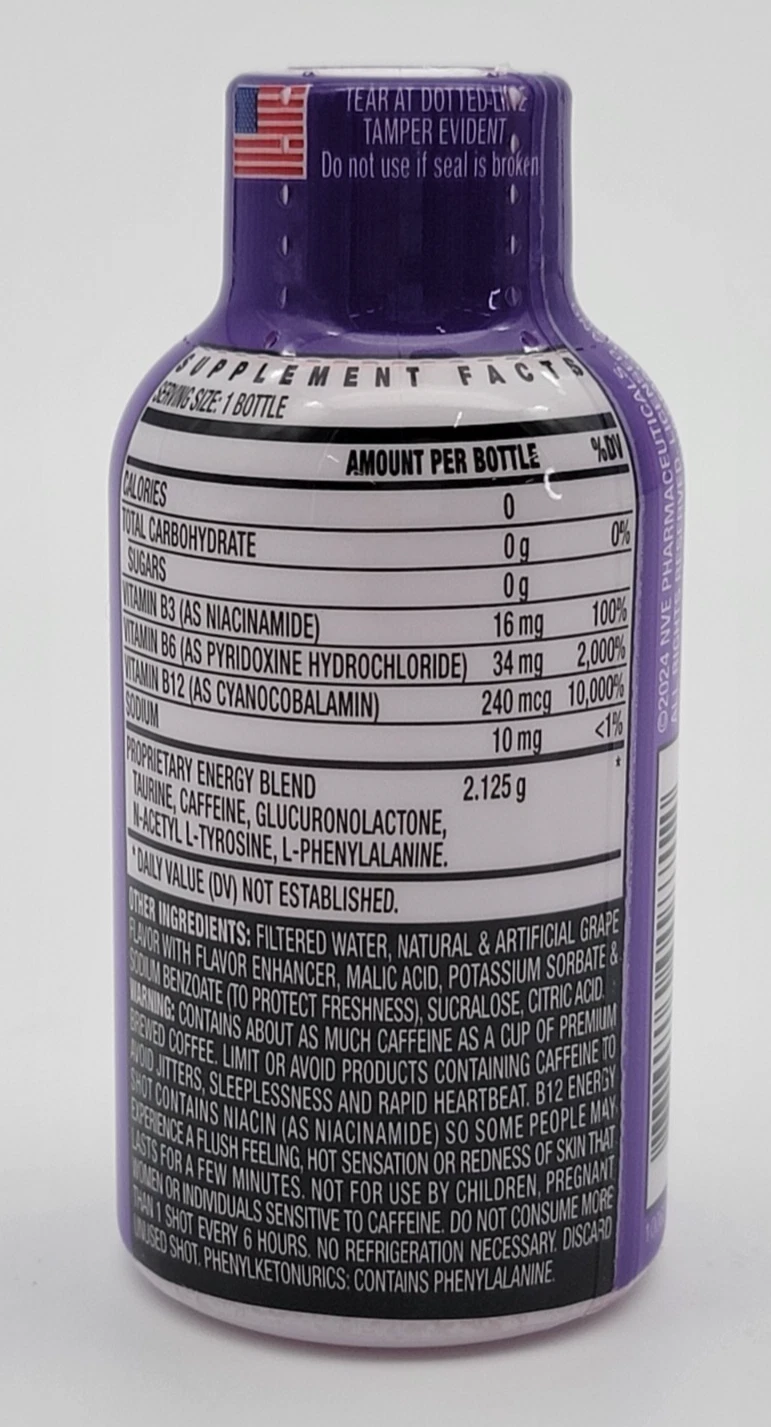 TEAR AT DOTTED-LINE
TAMPER EVIDENT
Do not use if seal is broken
SUPPLEMENT FACTS
SERVING SIZE: 1 BOTTLE
AMOUNT PER BOTTLE %DV
CALORIES 0
TOTAL CARBOHYDRATE 0 g 0%
SUGARS 0 g
VITAMIN B3 (AS NIACINAMIDE) 16 mg 100%
VITAMIN B6 (AS PYRIDOXINE HYDROCHLORIDE) 34 mg 2,000%
VITAMIN B12 (AS CYANOCOBALAMIN) 240 mcg 10,000%
SODIUM 10 mg <1%
PROPRIETARY ENERGY BLEND 2.125 g *
TAURINE, CAFFEINE, GLUCURONOLACTONE,
N-ACETYL L-TYROSINE, L-PHENYLALANINE.
*DAILY VALUE (DV) NOT ESTABLISHED.
OTHER INGREDIENTS: FILTERED WATER, NATURAL & ARTIFICIAL GRAPE
FLAVOR WITH FLAVOR ENHANCER, MALIC ACID, POTASSIUM SORBATE &
SODIUM BENZOATE (TO PROTECT FRESHNESS), SUCRALOSE, CITRIC ACID.
WARNING: CONTAINS ABOUT AS MUCH CAFFEINE AS A CUP OF PREMIUM
BREWED COFFEE. LIMIT OR AVOID PRODUCTS CONTAINING CAFFEINE TO
AVOID JITTERS, SLEEPLESSNESS AND RAPID HEARTBEAT. B12 ENERGY
SHOT CONTAINS NIACIN (AS NIACINAMIDE) SO SOME PEOPLE MAY
EXPERIENCE A FLUSH FEELING, HOT SENSATION OR REDNESS OF SKIN THAT
LASTS FOR A FEW MINUTES. NOT FOR USE BY CHILDREN, PREGNANT
WOMEN OR INDIVIDUALS SENSITIVE TO CAFFEINE. DO NOT CONSUME MORE
THAN 1 SHOT EVERY 6 HOURS. NO REFRIGERATION NECESSARY. DISCARD
UNUSED SHOT. PHENYLKETONURICS: CONTAINS PHENYLALANINE.
©2024 NVE PHARMACEUTICALS
ALL RIGHTS RESERVED